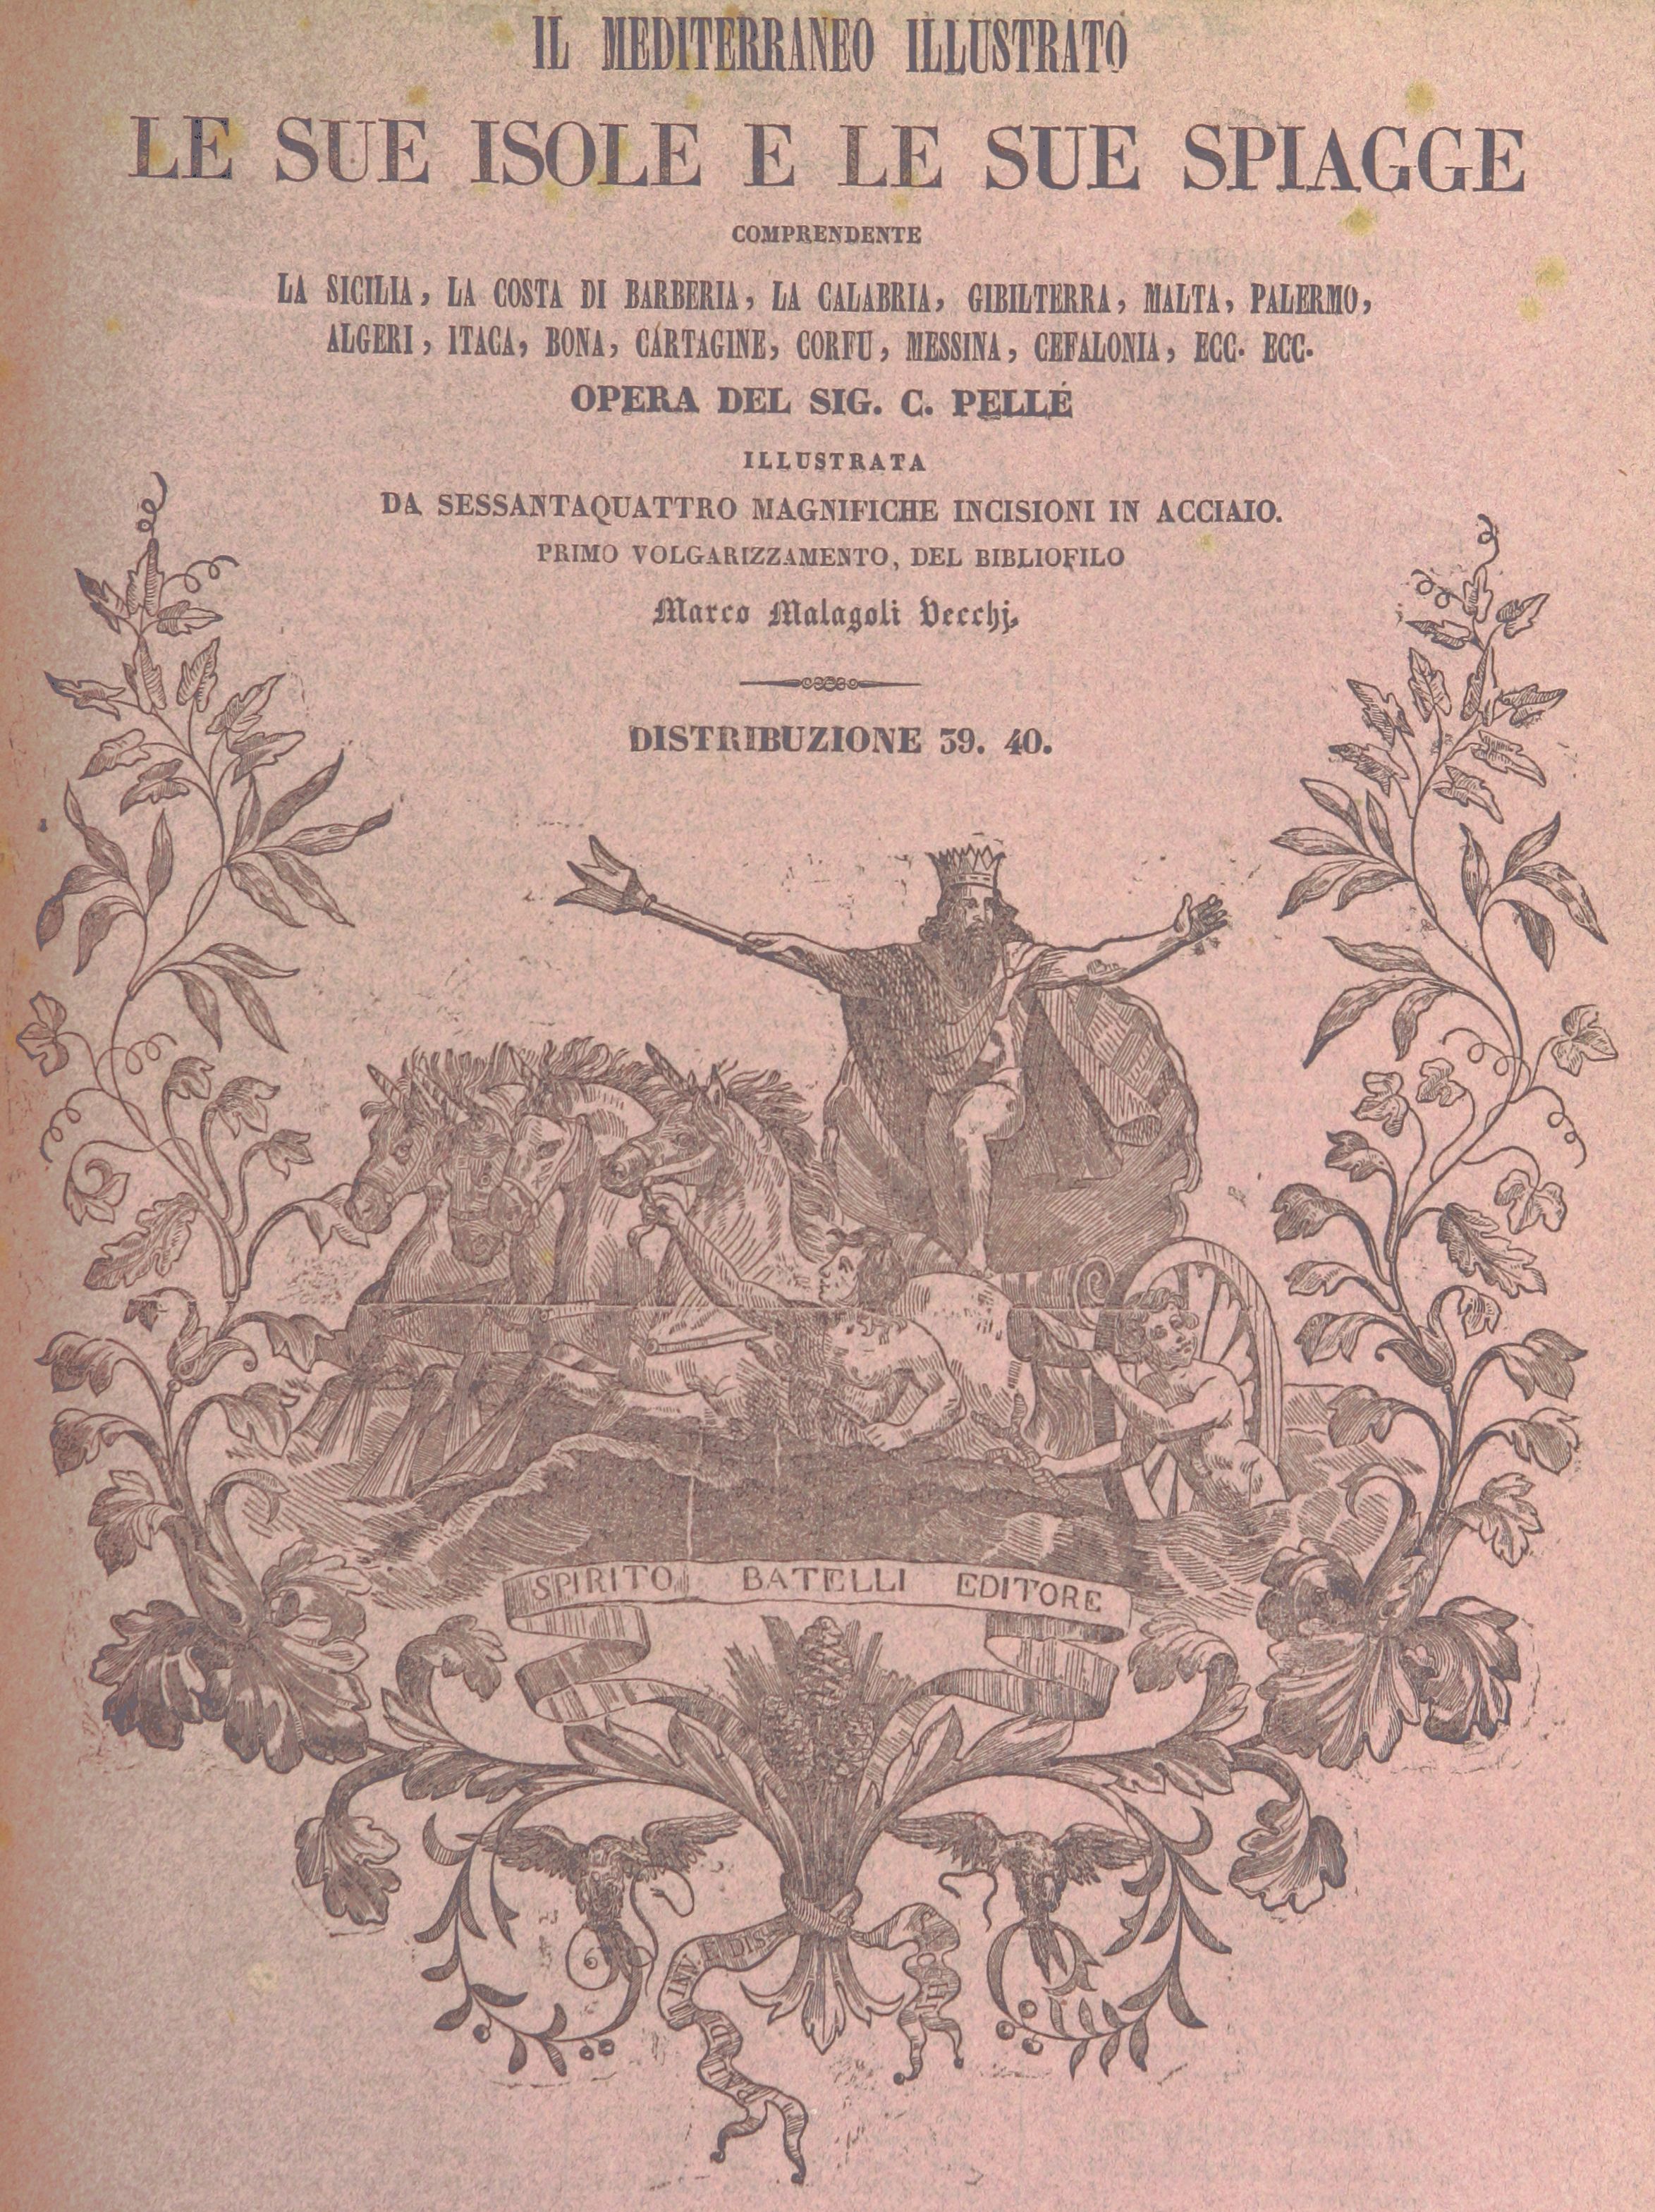 IL MEDITERRANEO ILLUSTRATO
LE SUE ISOLE E LE SUE SPIAGGE
COMPRENDENTE
LA SICILIA, LA COSTA DI BARBERIA, LA CALABRIA, GIBILTERRA, MALTA, PALERMO,
ALGERI, ITACA, BONA, CARTAGINE, CORFU, MESSINA, CEFALONIA, ECC. ECC.
OPERA DEL SIG. C. PELLÉ
ILLUSTRATA
DA SESSANTAQUATTRO MAGNIFICHE INCISIONI IN ACCIAIO.
PRIMO VOLGARIZZAMENTO, DEL BIBLIOFILO
Marco Malagoli Vecchj.
DISTRIBUZIONE 39. 40.
SPIRITO BATELLI EDITORE
INV. E DIS.